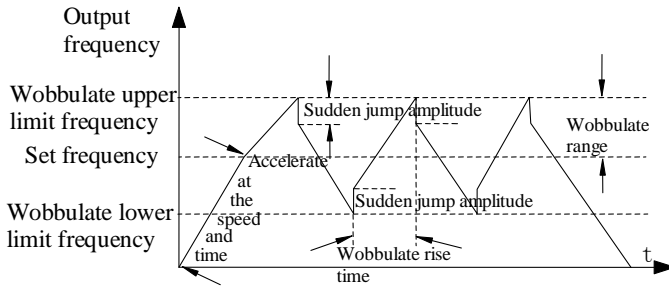 Output
frequency
Wobbulate upper
limit frequency
Sudden jump amplitude
Wobbulate
range
Set frequency
Accelerate
at
the
speed
and
time
Sudden jump amplitude
Wobbulate lower
limit frequency
Wobbulate rise
time
t